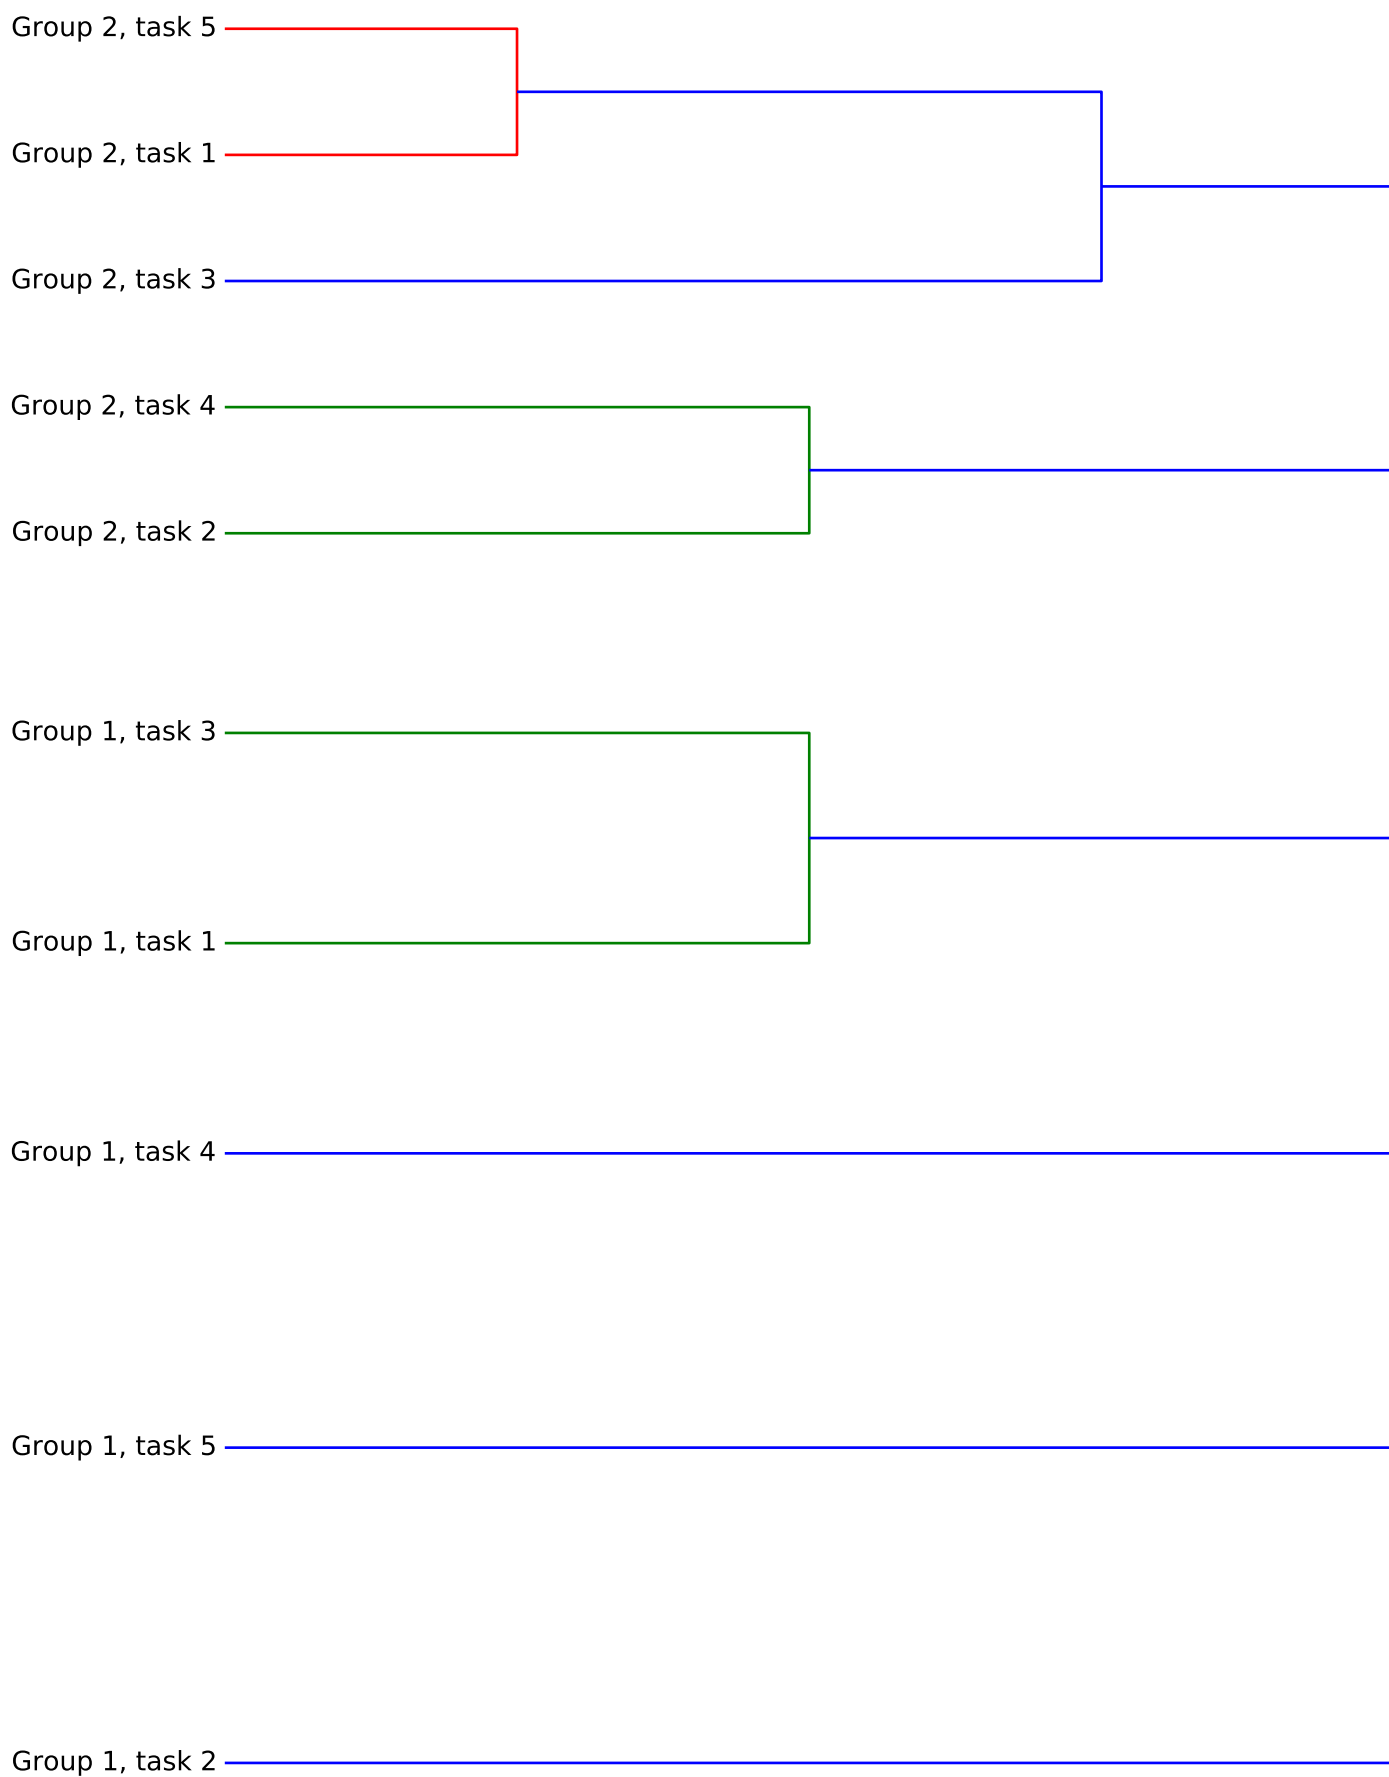 Group 2, task 5
Group 2, task 1
Group 2, task 3
Group 2, task 4
Group 2, task 2
Group 1, task 3
Group 1, task 1
Group 1, task 4
Group 1, task 5
Group 1, task 2